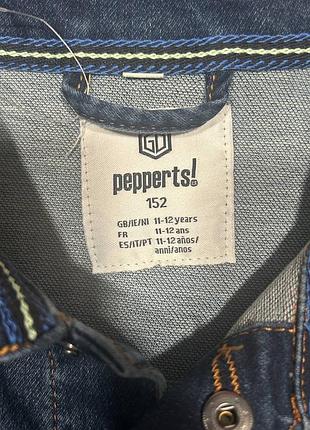 pepperts!
152
GB/IE/NI 11-12 years
FR 11-12 ans
ES/IT/PT 11-12 años/
anni/anos